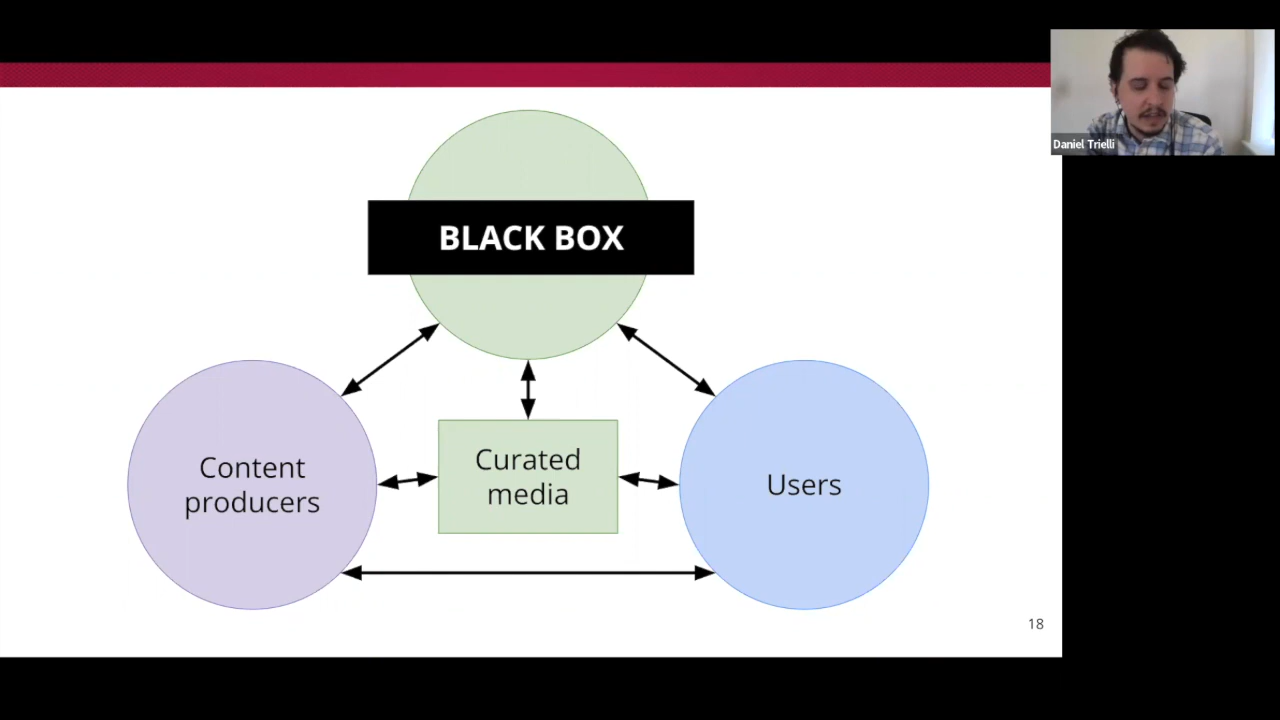 BLACK BOX
Content
producers
Curated
media
Users
18
Daniel Trielli